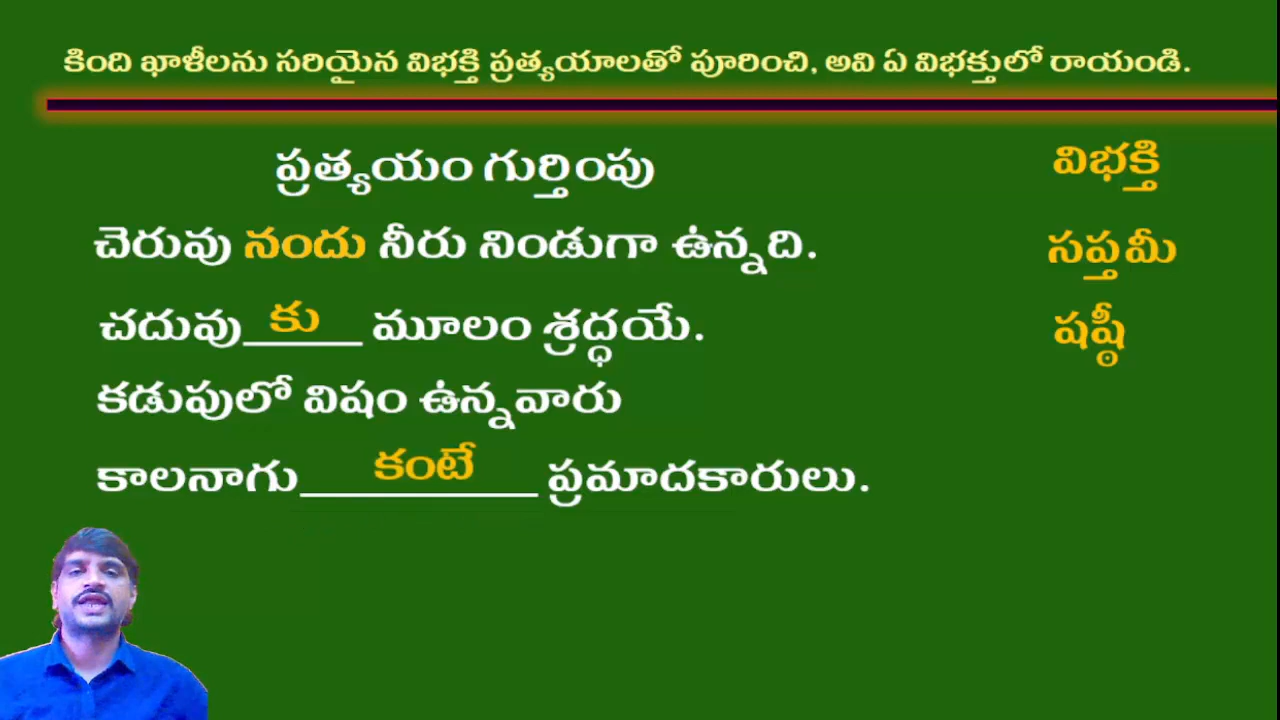 కింది ఖాళీలను సరియైన విభక్తి ప్రత్యయాలతో పూరించి, అవి ఏ విభక్తులో రాయండి.
ప్రత్యయం గుర్తింపు విభక్తి
చెరువు నందు నీరు నిండుగా ఉన్నది. సప్తమీ
చదువు కు మూలం శ్రద్ధయే. షష్ఠీ
కడుపులో విషం ఉన్నవారు
కాలనాగు కంటే ప్రమాదకారులు.